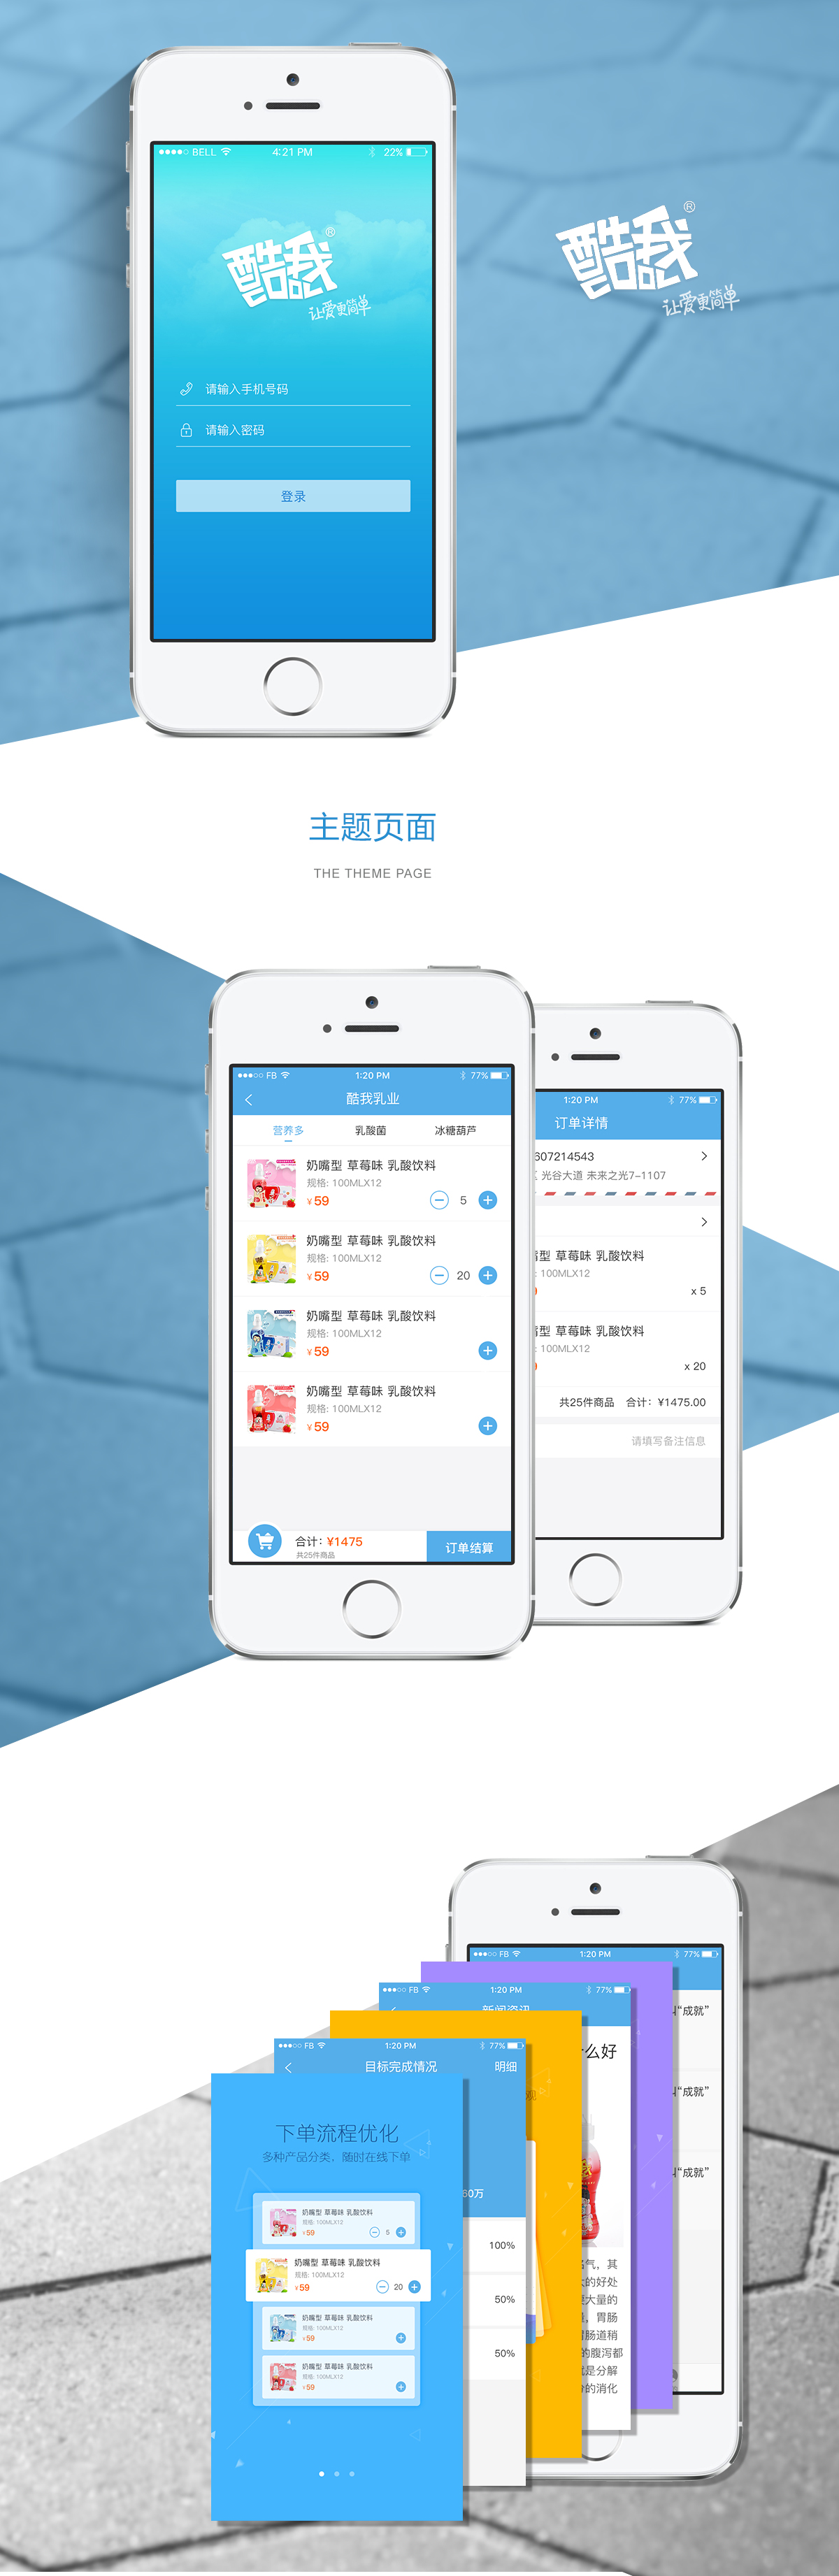 BELL 4:21 PM 22%
酷我®
让爱更简单
请输入手机号码
请输入密码
登录
酷我®
让爱更简单
主题页面
THE THEME PAGE
FB 1:20 PM 77%
酷我乳业
营养多 乳酸菌 冰糖葫芦
奶嘴型 草莓味 乳酸饮料
规格: 100MLX12
¥59 5
奶嘴型 草莓味 乳酸饮料
规格: 100MLX12
¥59 20
奶嘴型 草莓味 乳酸饮料
规格: 100MLX12
¥59
奶嘴型 草莓味 乳酸饮料
规格: 100MLX12
¥59
合计: ¥1475
共25件商品
订单结算
1:20 PM 77%
订单详情
607214543
光谷大道 未来之光7-1107
型 草莓味 乳酸饮料
: 100MLX12
x 5
型 草莓味 乳酸饮料
: 100MLX12
x 20
共25件商品 合计: ¥1475.00
请填写备注信息
FB 1:20 PM 77%
“成就”
“成就”
“成就”
FB 1:20 PM 77%
新闻资讯
么好
名气，其
的好处
大量的
，胃肠
肠道稍
的腹泻都
是分解
的消化
观
FB 1:20 PM 77%
目标完成情况 明细
60万
100%
50%
50%
下单流程优化
多种产品分类，随时在线下单
奶嘴型 草莓味 乳酸饮料
规格: 100MLX12
¥59 5
奶嘴型 草莓味 乳酸饮料
规格: 100MLX12
¥59 20
奶嘴型 草莓味 乳酸饮料
规格: 100MLX12
¥59
奶嘴型 草莓味 乳酸饮料
规格: 100MLX12
¥59